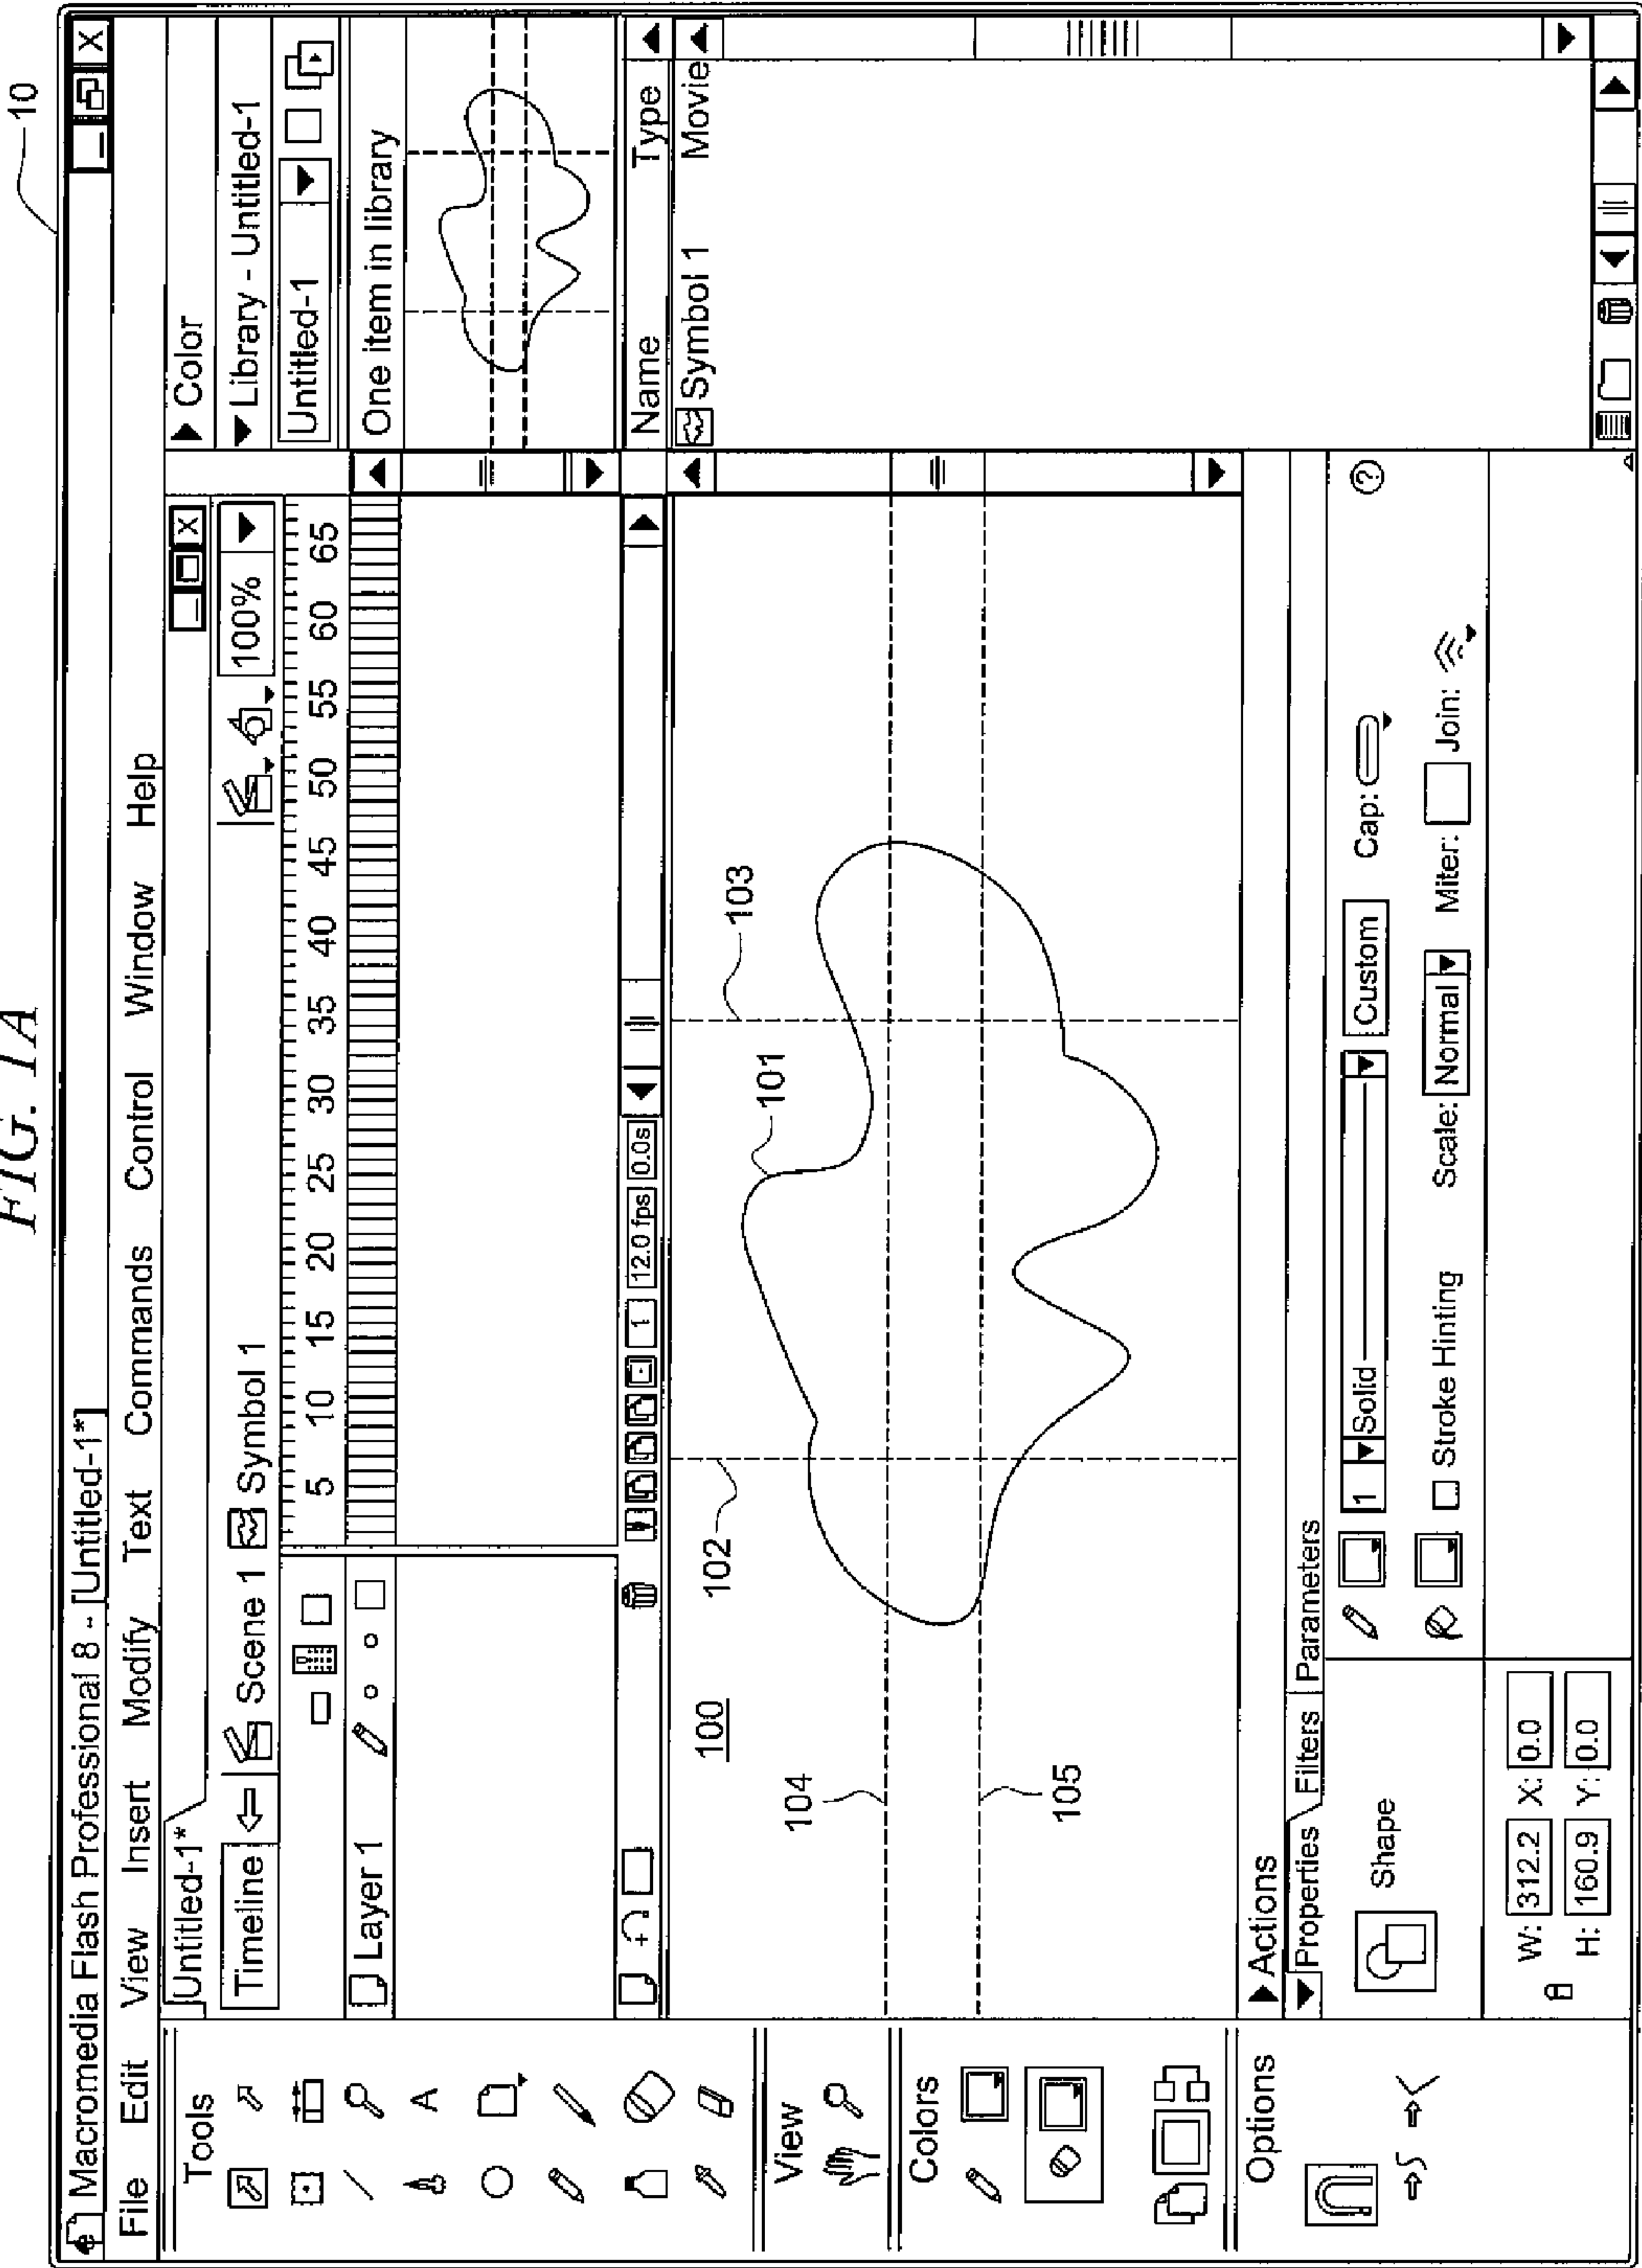 FIG. 1A
10
Macromedia Flash Professional 8 - [Untitled-1*]
X
File Edit View Insert Modify Text Commands Control Window Help
Tools
A
View
Colors
Options
Untitled-1*
X
Timeline Scene 1 Symbol 1 100%
5 10 15 20 25 30 35 40 45 50 55 60 65
Layer 1
1 12.0 fps 0.0s
100
101
102
103
104
105
Actions
Properties Filters Parameters
Shape
1 Solid Custom Cap:
?
Stroke Hinting Scale: Normal Miter: Join:
W: 312.2 X: 0.0
H: 160.9 Y: 0.0
Color
Library - Untitled-1
Untitled-1
One item in library
Name Type
Symbol 1 Movie